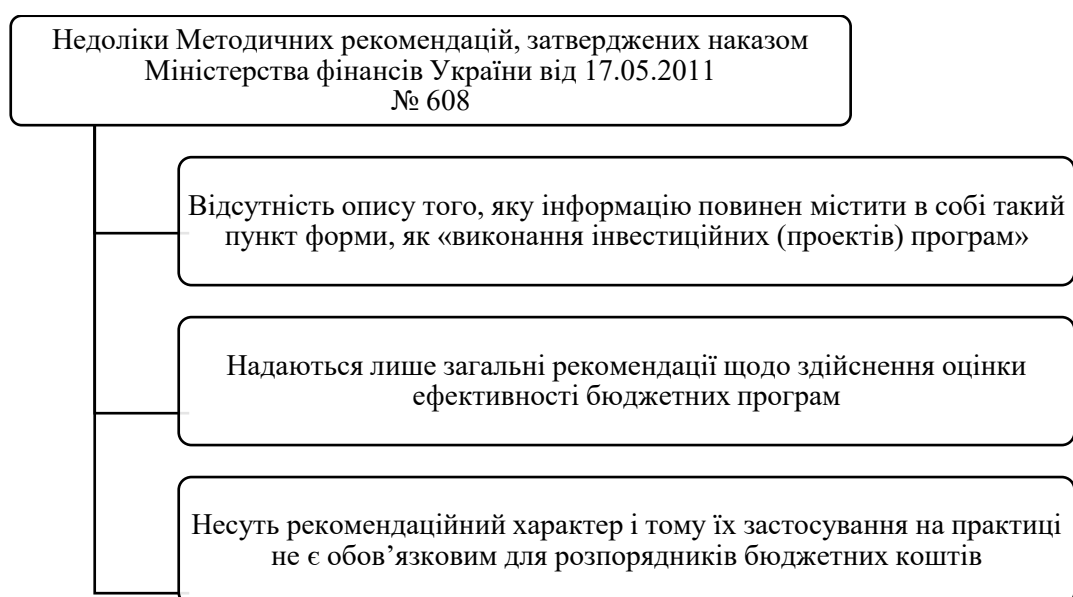 Недоліки Методичних рекомендацій, затверджених наказом
Міністерства фінансів України від 17.05.2011
№ 608
Відсутність опису того, яку інформацію повинен містити в собі такий
пункт форми, як «виконання інвестиційних (проектів) програм»
Надаються лише загальні рекомендації щодо здійснення оцінки
ефективності бюджетних програм
Несуть рекомендаційний характер і тому їх застосування на практиці
не є обов’язковим для розпорядників бюджетних коштів